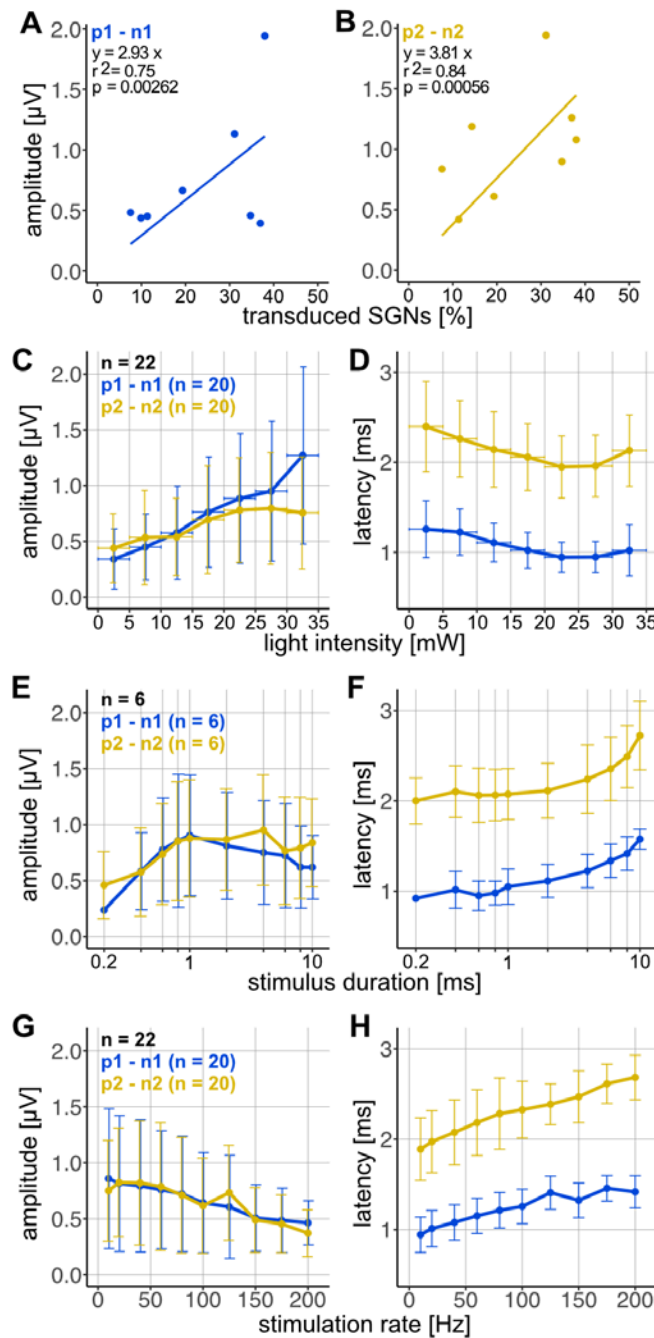 A
p1 - n1
y = 2.93 x
r2= 0.75
p = 0.00262
amplitude [µV]
2.0
1.5
1.0
0.5
0.0
0 10 20 30 40 50
B
p2 - n2
y = 3.81 x
r2= 0.84
p = 0.00056
2.0
1.5
1.0
0.5
0.0
0 10 20 30 40 50
transduced SGNs [%]
C
n = 22
p1 - n1 (n = 20)
p2 - n2 (n = 20)
amplitude [µV]
2.0
1.5
1.0
0.5
0.0
0 5 10 15 20 25 30 35
D
latency [ms]
3
2
1
0 5 10 15 20 25 30 35
light intensity [mW]
E
n = 6
p1 - n1 (n = 6)
p2 - n2 (n = 6)
amplitude [µV]
2.0
1.5
1.0
0.5
0.0
0.2 1 10
F
latency [ms]
3
2
1
0.2 1 10
stimulus duration [ms]
G
n = 22
p1 - n1 (n = 20)
p2 - n2 (n = 20)
amplitude [µV]
2.0
1.5
1.0
0.5
0.0
0 50 100 150 200
H
latency [ms]
3
2
1
0 50 100 150 200
stimulation rate [Hz]